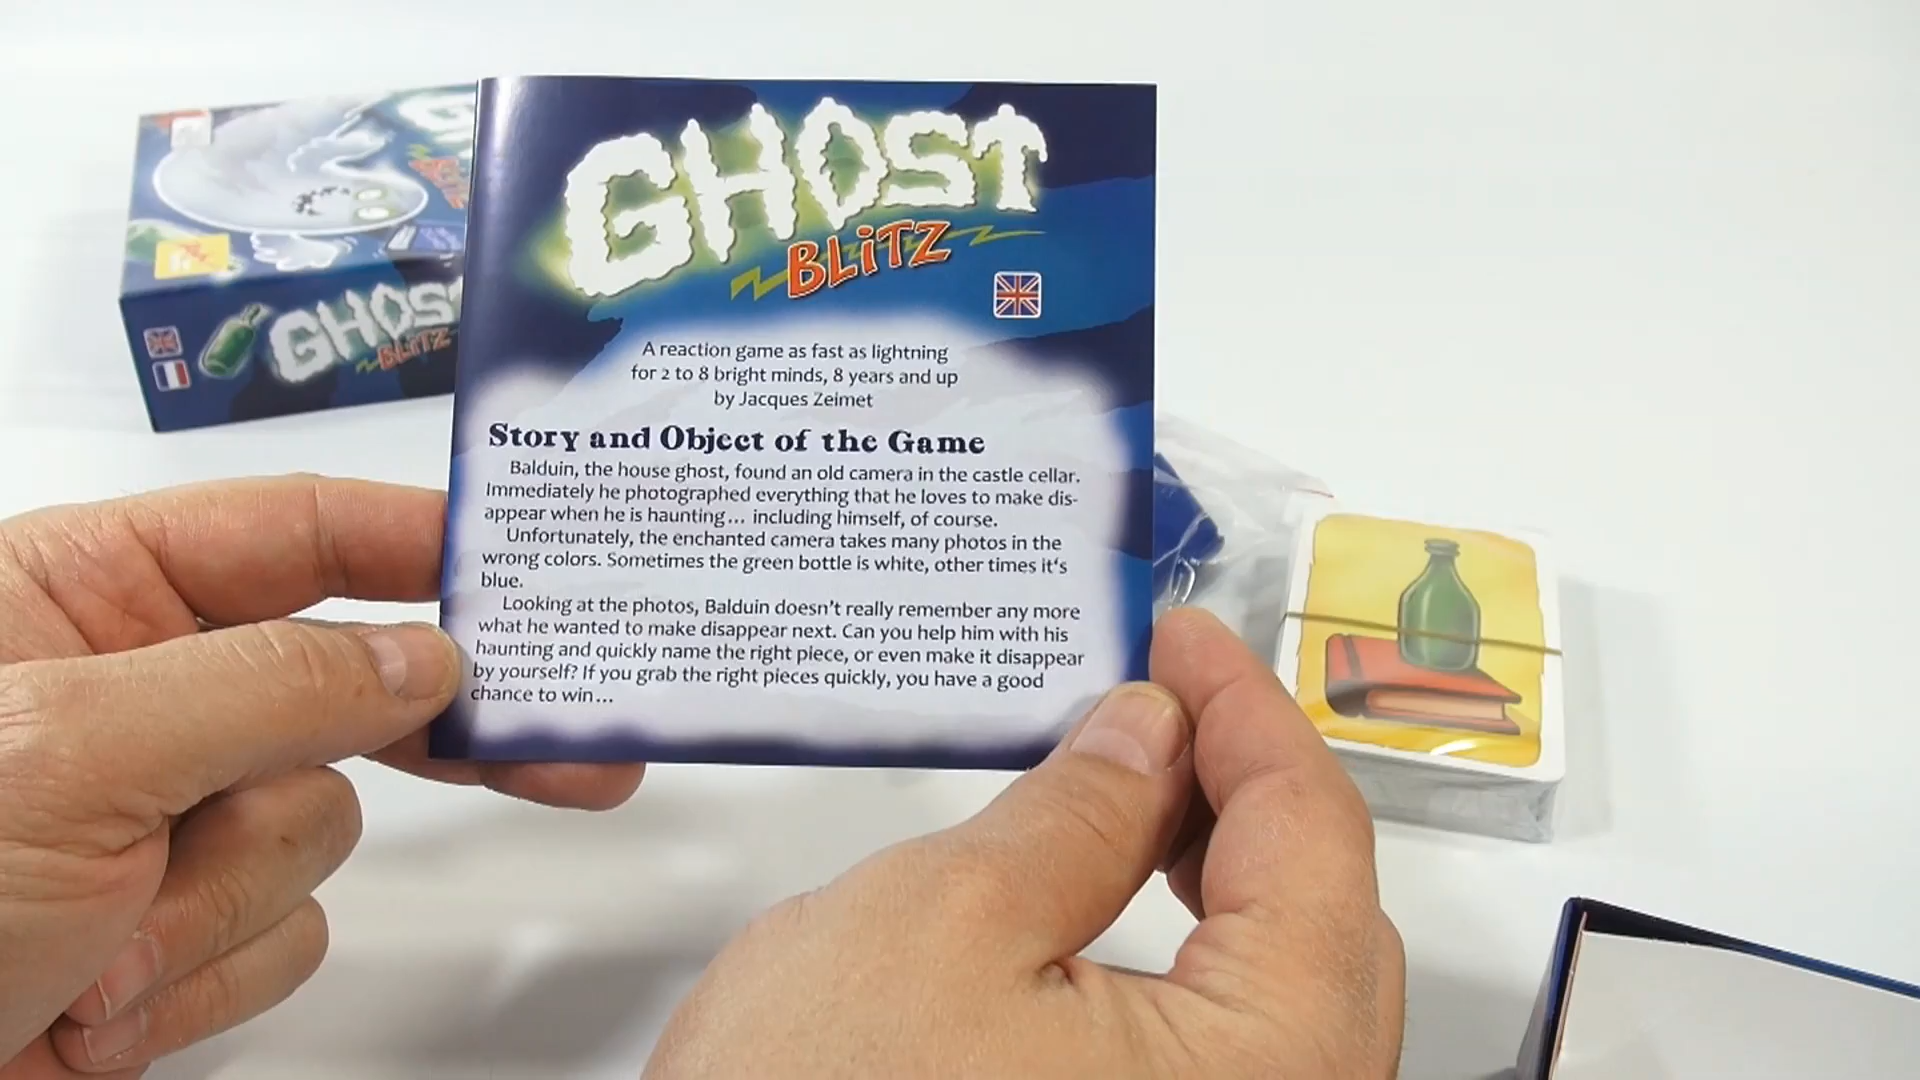 GHOST
BLiTZ
A reaction game as fast as lightning
for 2 to 8 bright minds, 8 years and up
by Jacques Zeimet
Story and Object of the Game
Balduin, the house ghost, found an old camera in the castle cellar.
Immediately he photographed everything that he loves to make dis-
appear when he is haunting... including himself, of course.
Unfortunately, the enchanted camera takes many photos in the
wrong colors. Sometimes the green bottle is white, other times it's
blue.
Looking at the photos, Balduin doesn't really remember any more
what he wanted to make disappear next. Can you help him with his
haunting and quickly name the right piece, or even make it disappear
by yourself? If you grab the right pieces quickly, you have a good
chance to win...
GHOST
BLiTZ